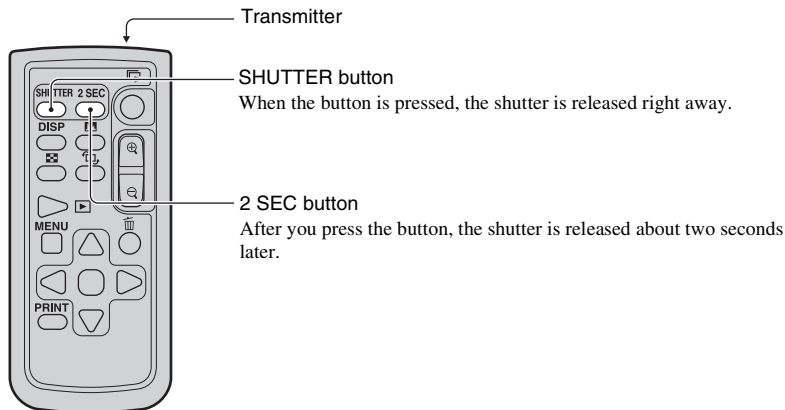 Transmitter
SHUTTER button
When the button is pressed, the shutter is released right away.
SHUTTER 2 SEC
DISP
2 SEC button
After you press the button, the shutter is released about two seconds
later.
MENU
PRINT